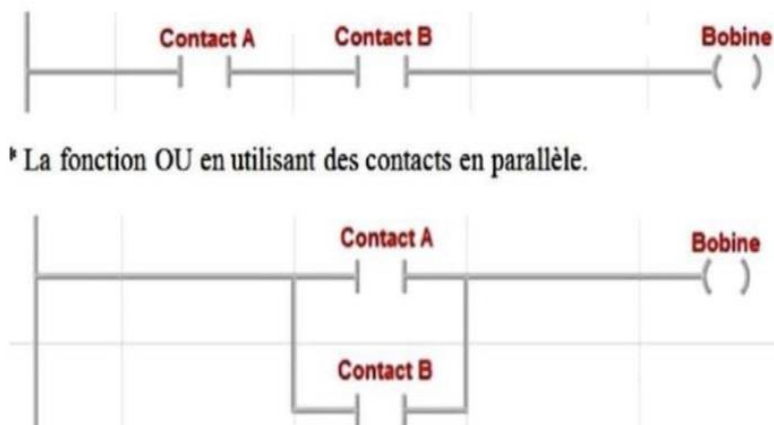 Contact A Contact B Bobine
* La fonction OU en utilisant des contacts en parallèle.
Contact A Bobine
Contact B